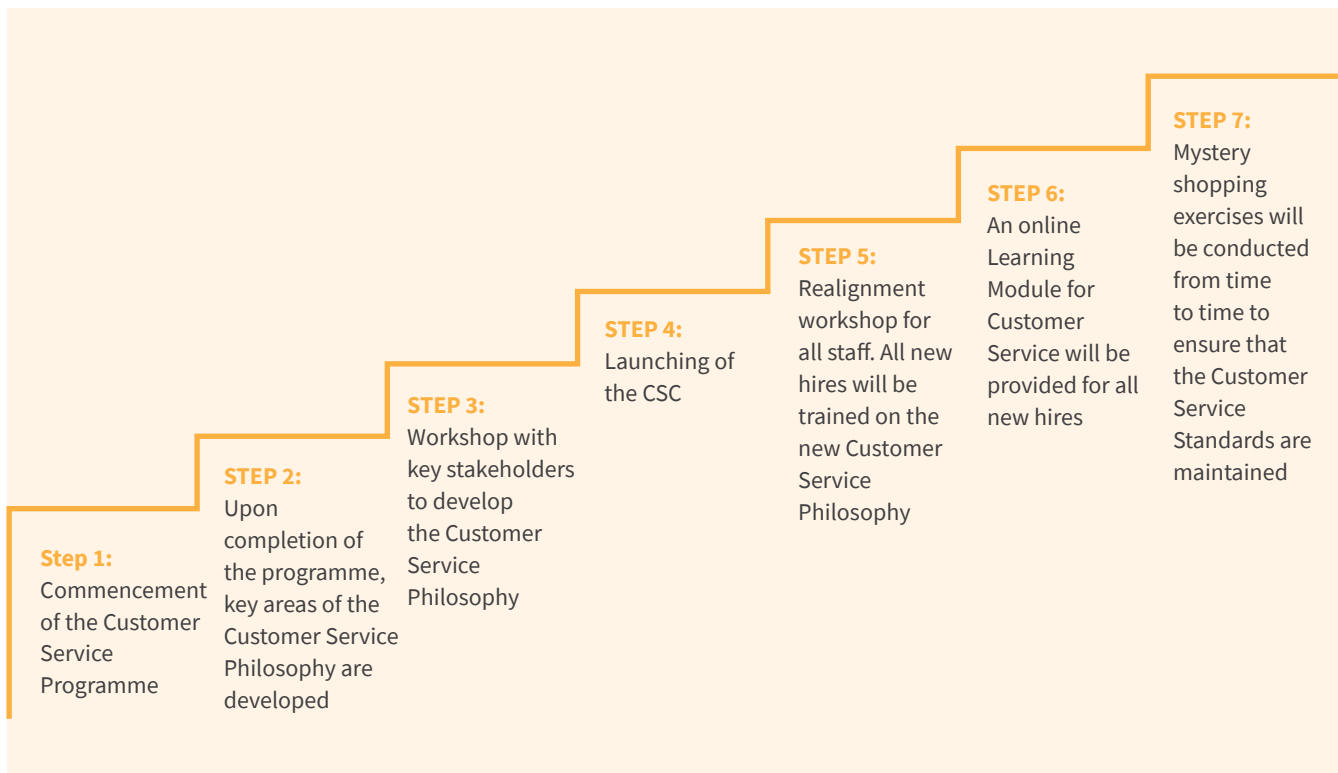 Step 1:
Commencement
of the Customer
Service
Programme
STEP 2:
Upon
completion of
the programme,
key areas of the
Customer Service
Philosophy are
developed
STEP 3:
Workshop with
key stakeholders
to develop
the Customer
Service
Philosophy
STEP 4:
Launching of
the CSC
STEP 5:
Realignment
workshop for
all staff. All new
hires will be
trained on the
new Customer
Service
Philosophy
STEP 6:
An online
Learning
Module for
Customer
Service will be
provided for all
new hires
STEP 7:
Mystery
shopping
exercises will
be conducted
from time
to time to
ensure that
the Customer
Service
Standards are
maintained